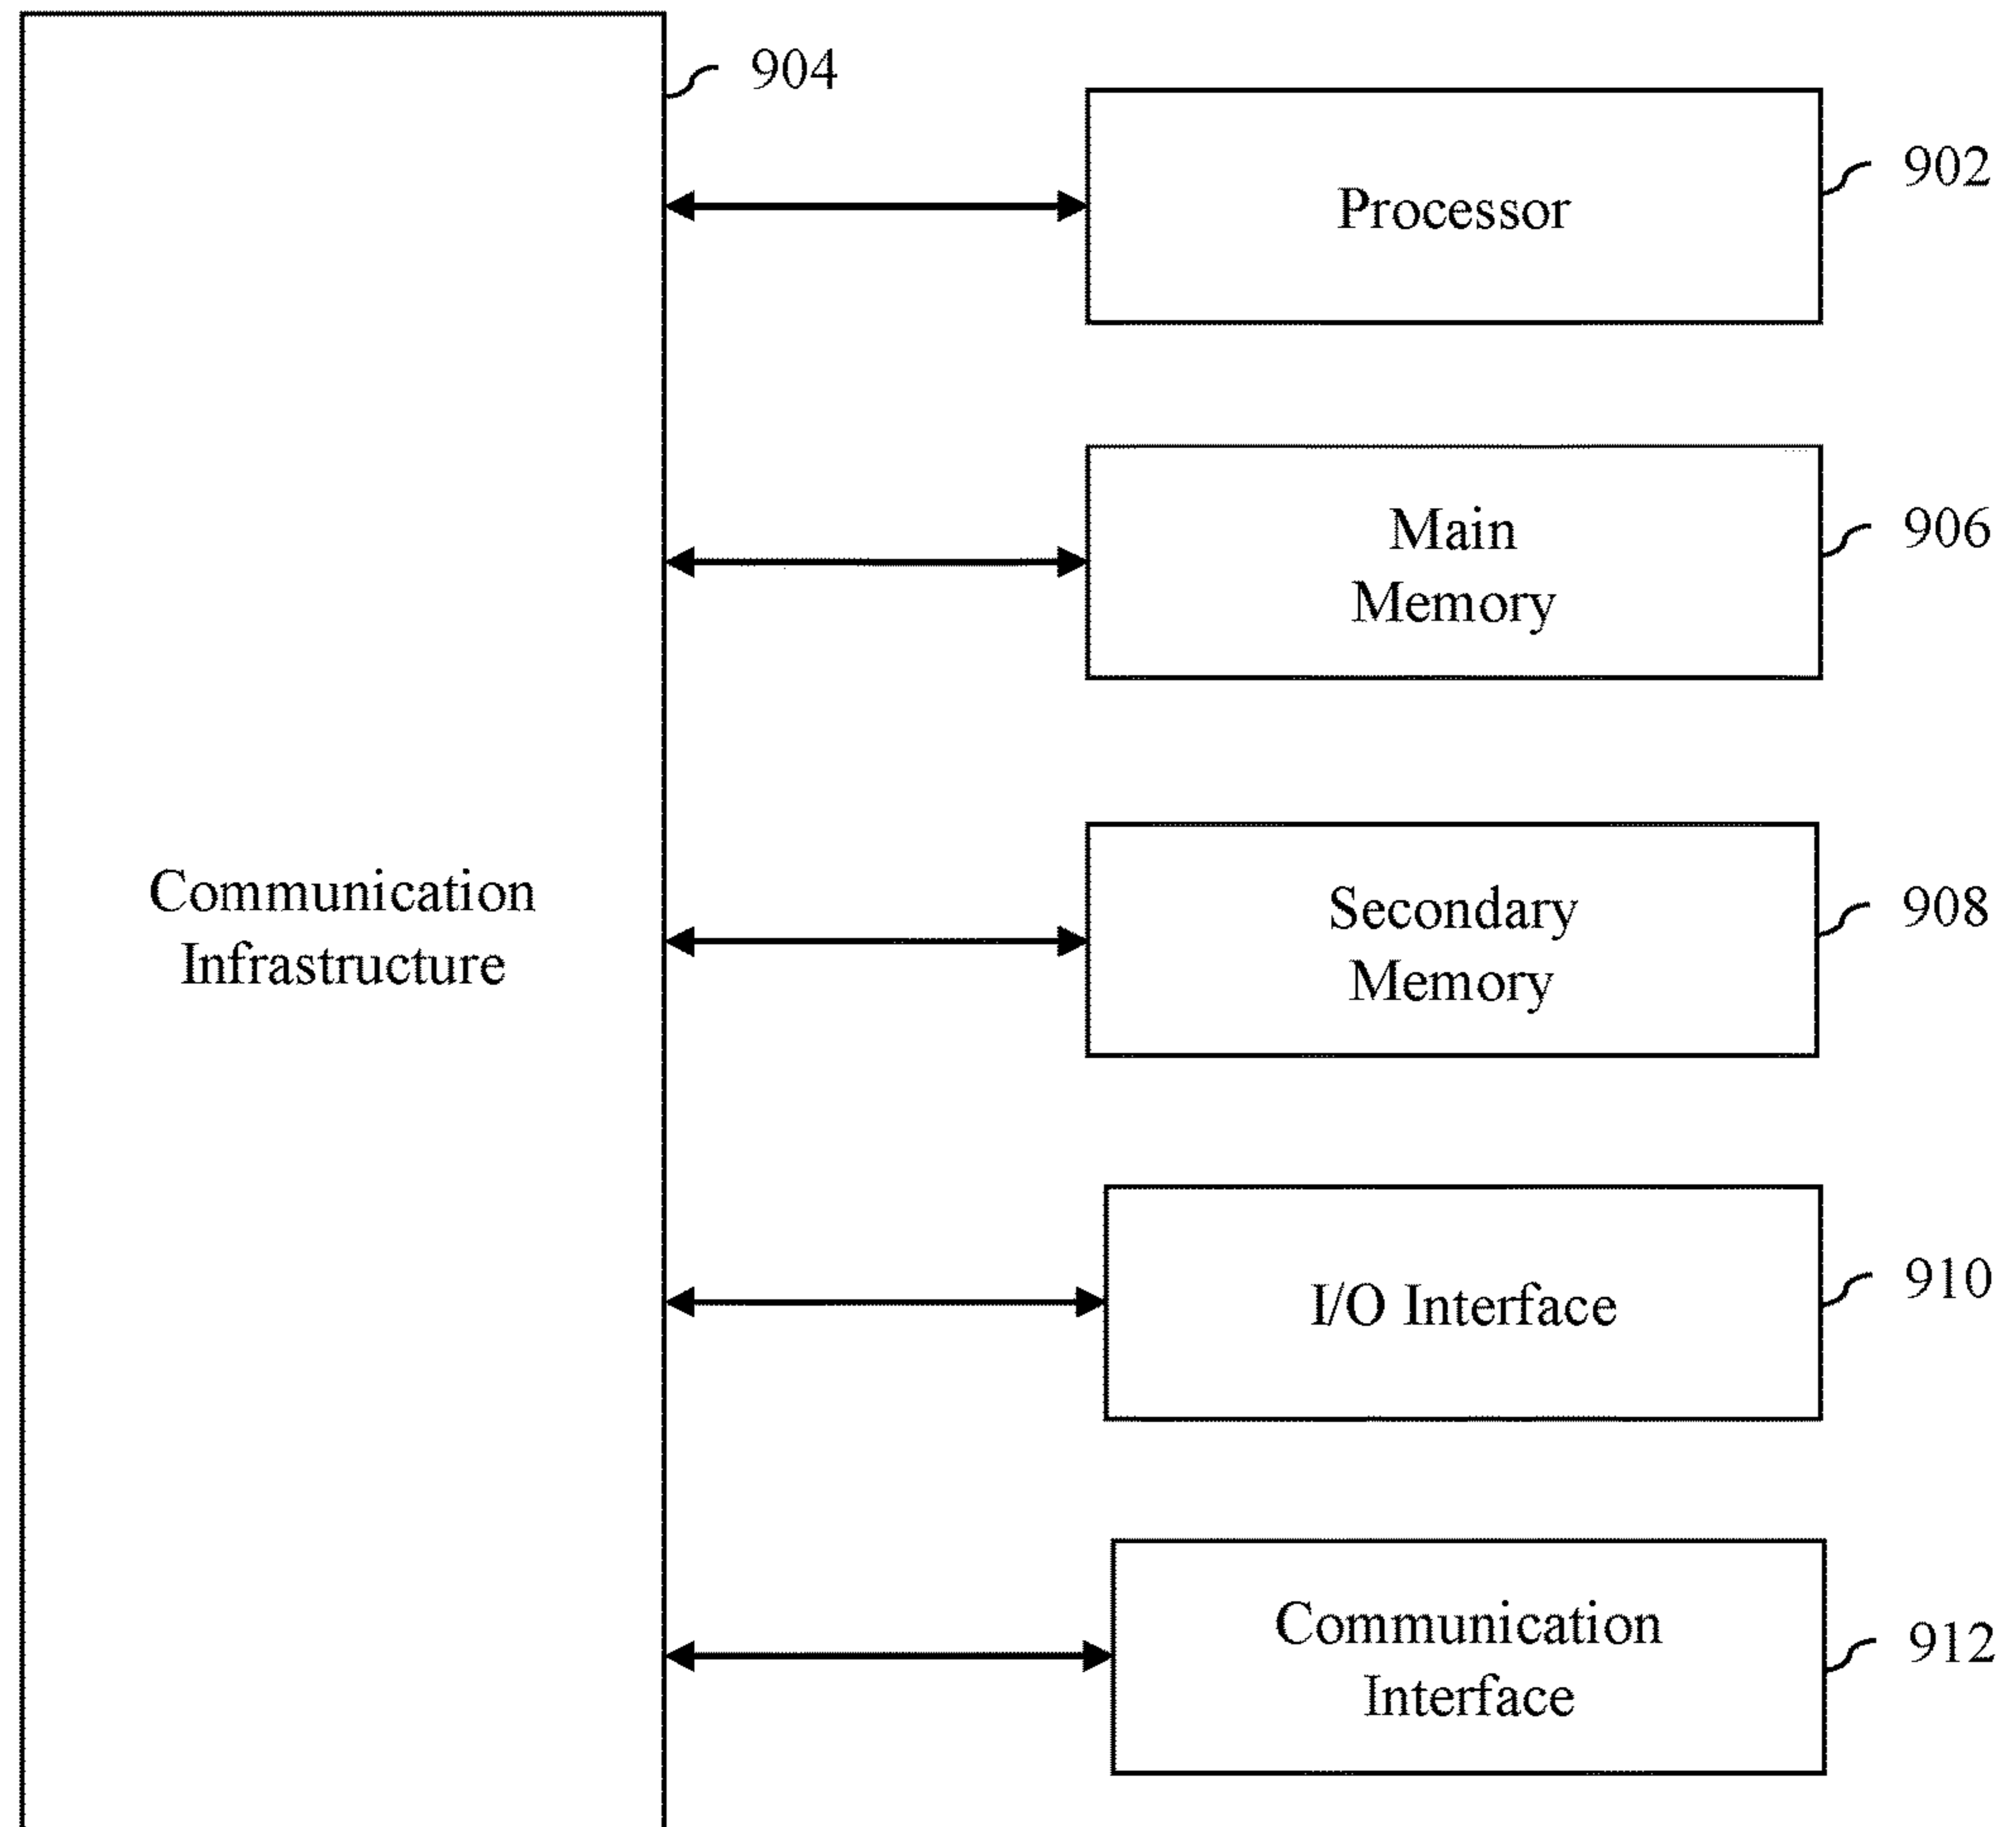 904
Processor
902
Main
Memory
906
Communication
Infrastructure
Secondary
Memory
908
I/O Interface
910
Communication
Interface
912